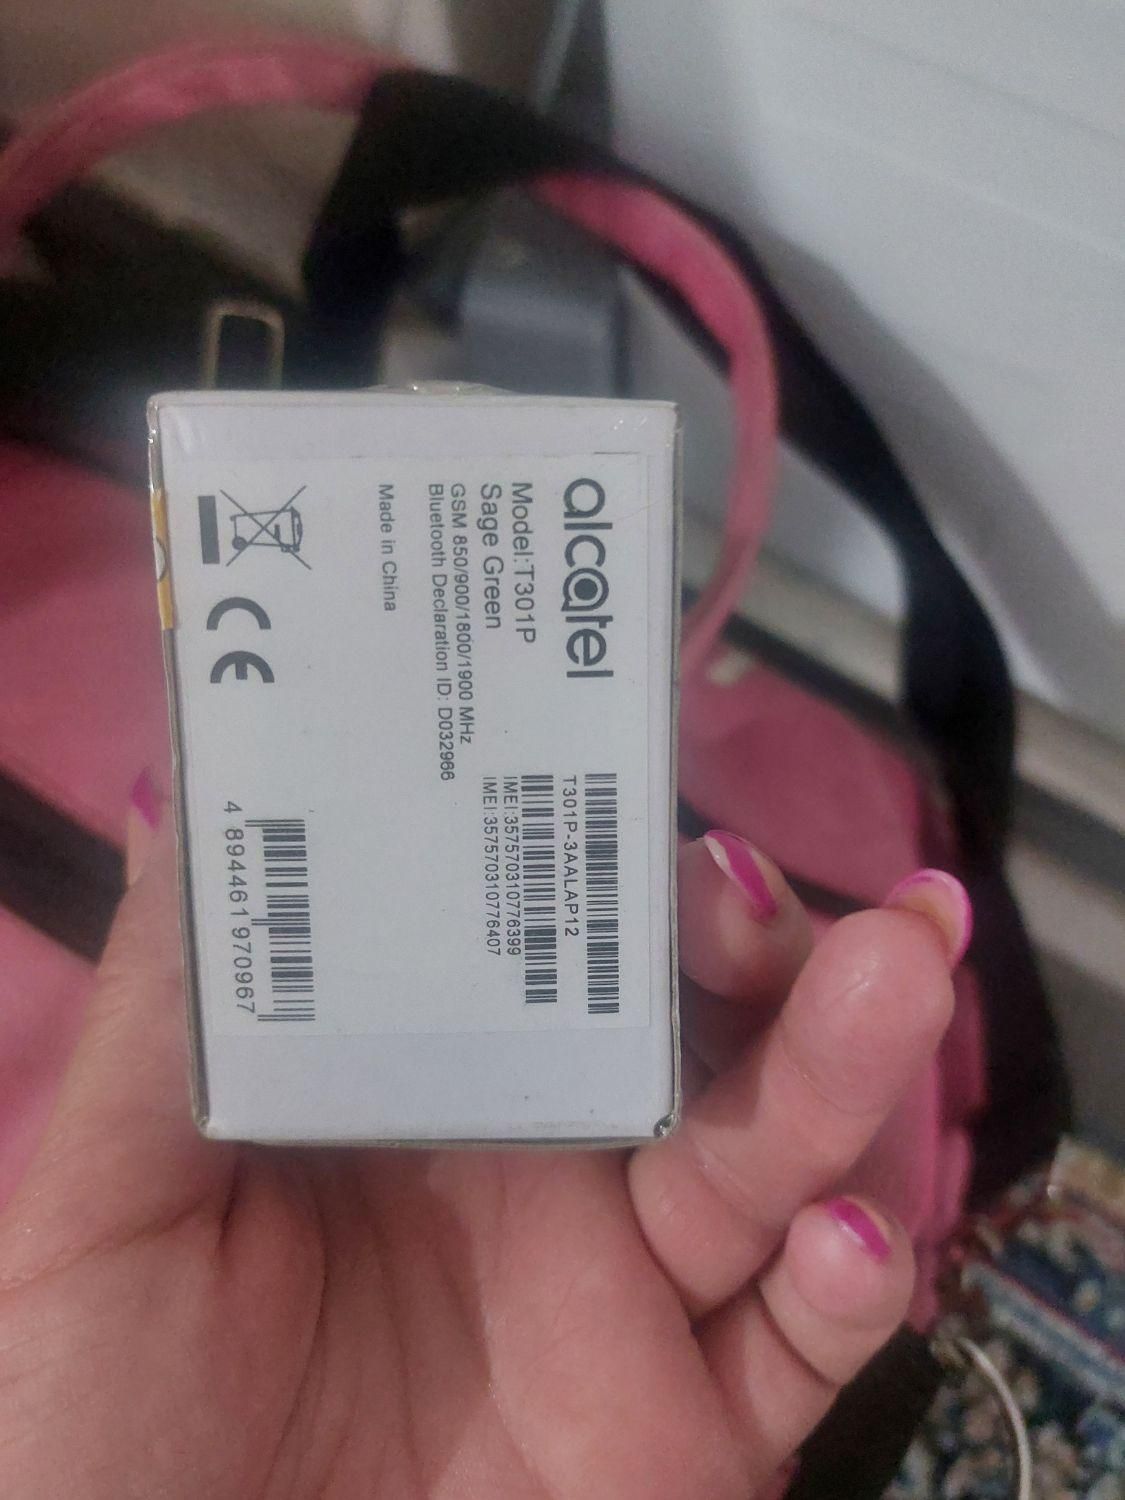 alcatel
Model:T301P
Sage Green
GSM 850/900/1800/1900 MHz
Bluetooth Declaration ID: D032966
Made in China
T301P-3AALAP12
IMEI:357570310776399
IMEI:357570310776407
4 894461 970967